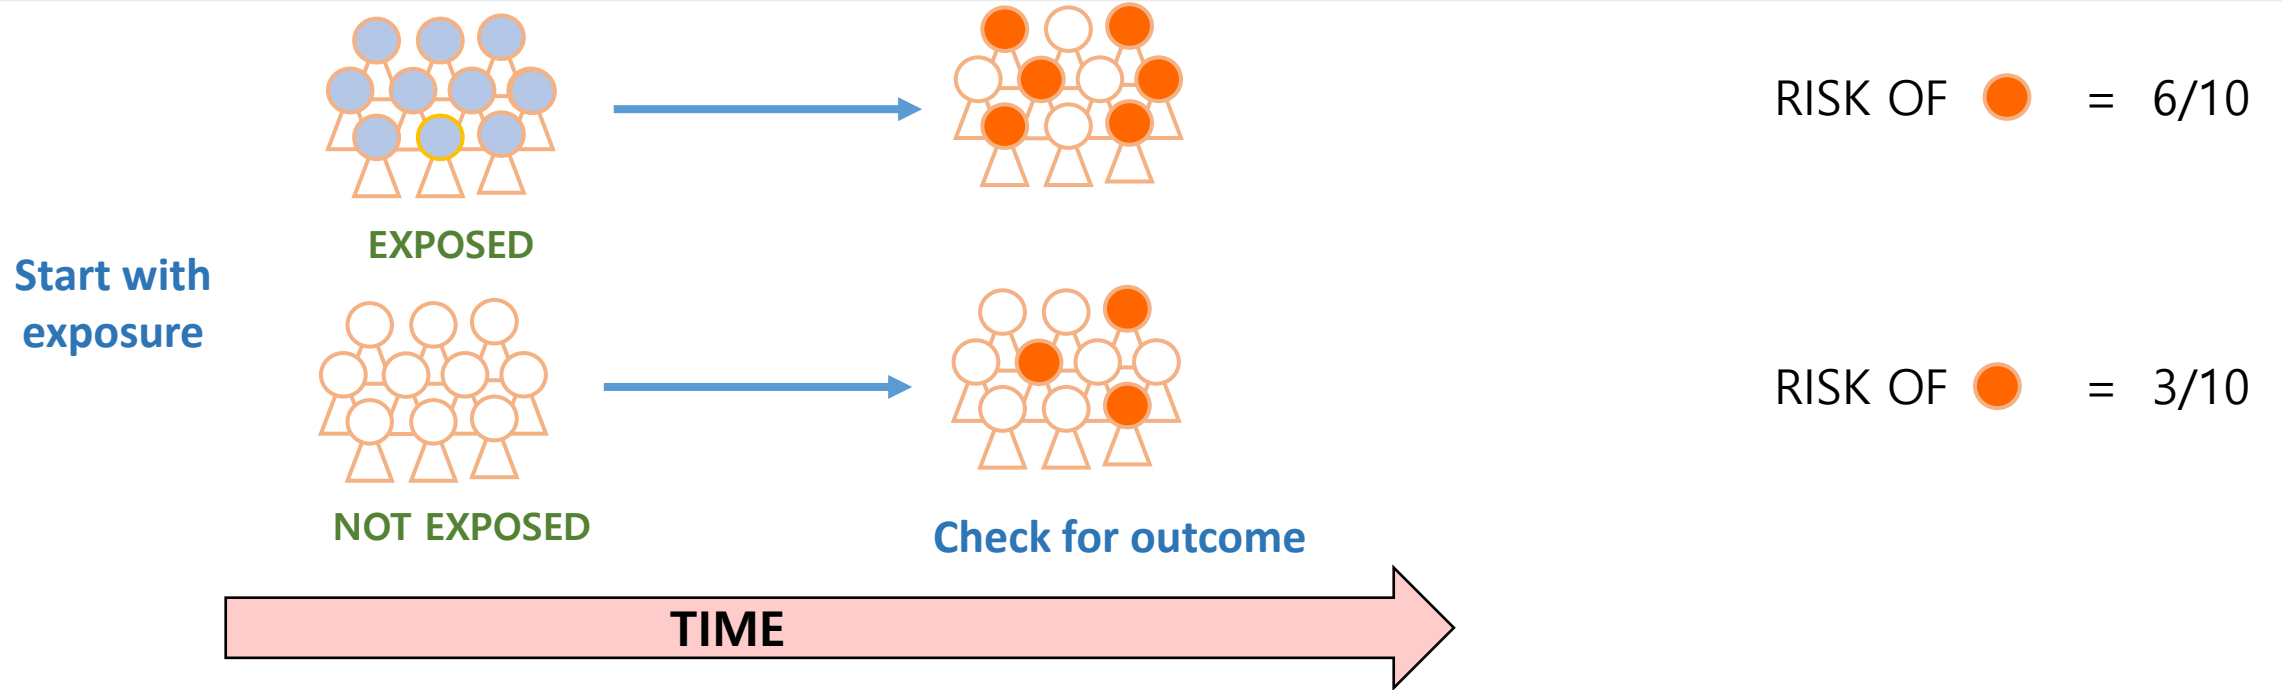 RISK OF = 6/10
EXPOSED
Start with
exposure
RISK OF = 3/10
NOT EXPOSED
Check for outcome
TIME